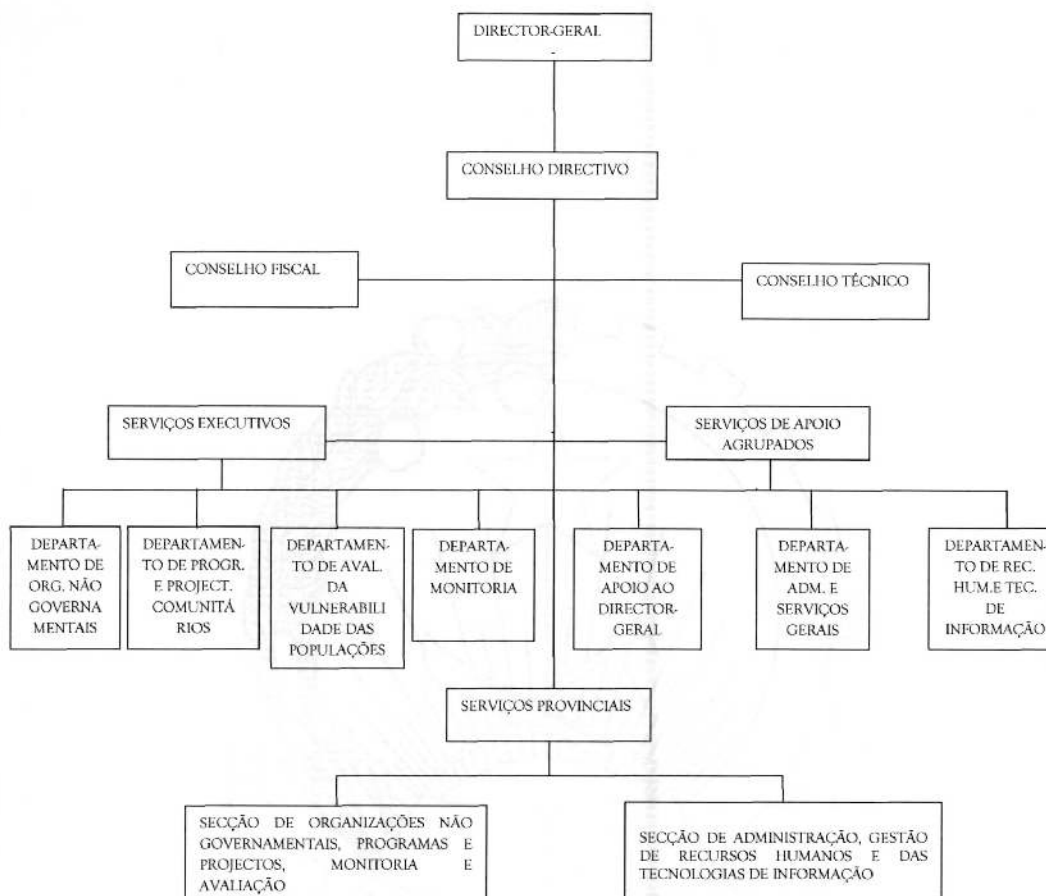 DIRECTOR-GERAL
CONSELHO DIRECTIVO
CONSELHO FISCAL
CONSELHO TÉCNICO
SERVIÇOS EXECUTIVOS
SERVIÇOS DE APOIO
AGRUPADOS
DEPARTA-
MENTO DE
ORG. NÃO
GOVERNA
MENTAIS
DEPARTAMEN-
TO DE PROGR.
E PROJECT.
COMUNITÁ
RIOS
DEPARTAMEN-
TO DE AVAL.
DA
VULNERABILI
DADE DAS
POPULAÇÕES
DEPARTA-
MENTO DE
MONITORIA
DEPARTA-
MENTO DE
APOIO AO
DIRECTOR-
GERAL
DEPARTA-
MENTO DE
ADM. E
SERVIÇOS
GERAIS
DEPARTAMEN-
TO DE REC.
HUM.E TEC.
DE
INFORMAÇÃO
SERVIÇOS PROVINCIAIS
SECÇÃO DE ORGANIZAÇÕES NÃO
GOVERNAMENTAIS, PROGRAMAS E
PROJECTOS, MONITORIA E
AVALIAÇÃO
SECÇÃO DE ADMINISTRAÇÃO, GESTÃO
DE RECURSOS HUMANOS E DAS
TECNOLOGIAS DE INFORMAÇÃO